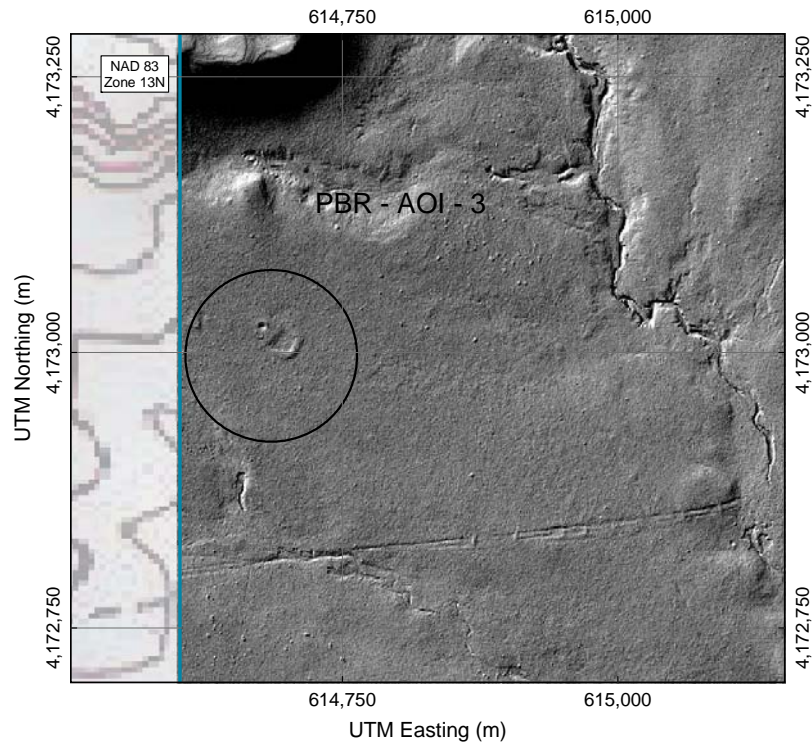 614,750
615,000
NAD 83
Zone 13N
4,173,250
4,173,250
PBR - AOI - 3
UTM Northing (m)
4,173,000
4,173,000
4,172,750
4,172,750
614,750
615,000
UTM Easting (m)